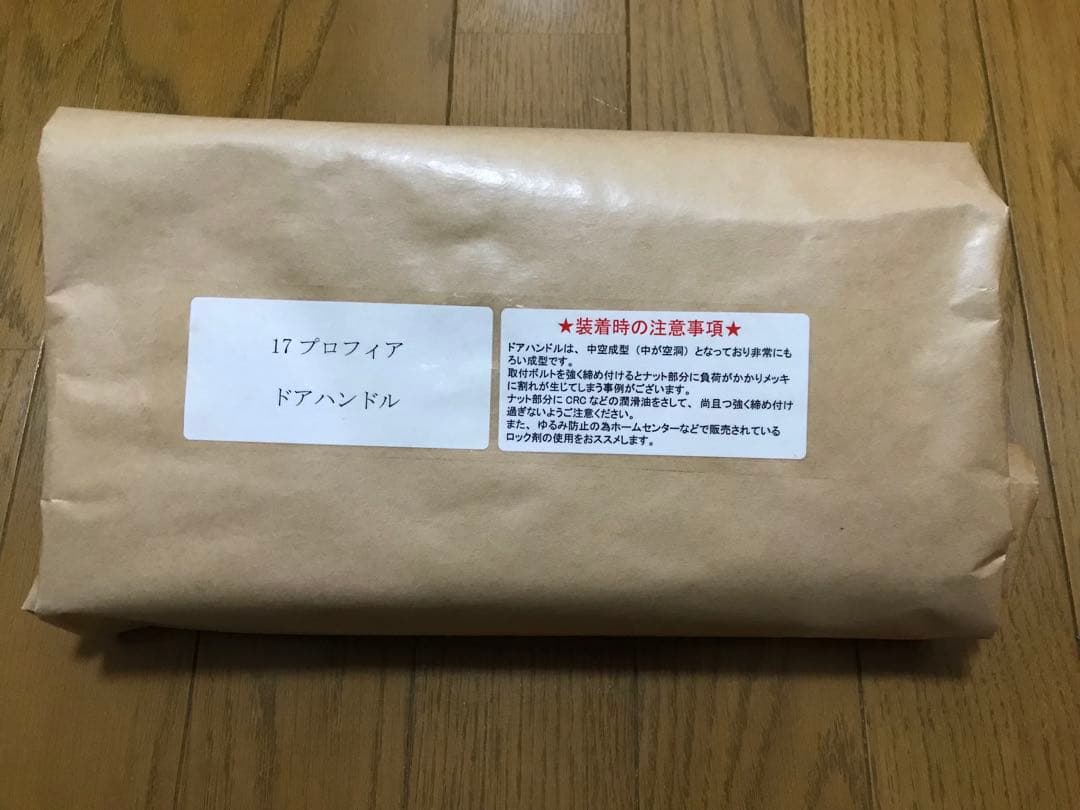 17 プロフィア
ドアハンドル
★装着時の注意事項★
ドアハンドルは、中空成型（中が空洞）となっており非常にも
ろい成型です。
取付ボルトを強く締め付けるとナット部分に負荷がかかりメッキ
に割れが生じてしまう事例がございます。
ナット部分に CRC などの潤滑油をさして、尚且つ強く締め付け
過ぎないようご注意ください。
また、ゆるみ防止の為ホームセンターなどで販売されている
ロック剤の使用をおススメします。